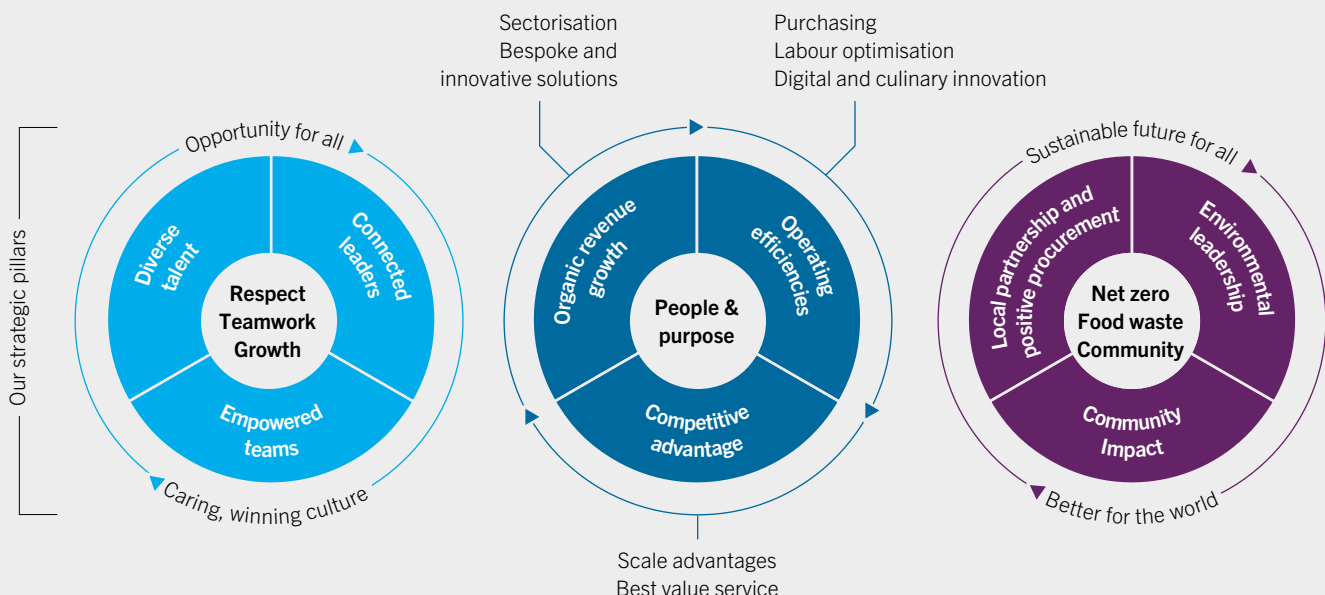 Sectorisation
Bespoke and
innovative solutions
Purchasing
Labour optimisation
Digital and culinary innovation
Our strategic pillars
Opportunity for all
Diverse
talent
Connected
leaders
Respect
Teamwork
Growth
Empowered
teams
Caring, winning culture
Organic revenue
growth
Operating
efficiencies
People &
purpose
Competitive
advantage
Scale advantages
Best value service
Sustainable future for all
Local partnership and
positive procurement
Environmental
leadership
Net zero
Food waste
Community
Community
Impact
Better for the world